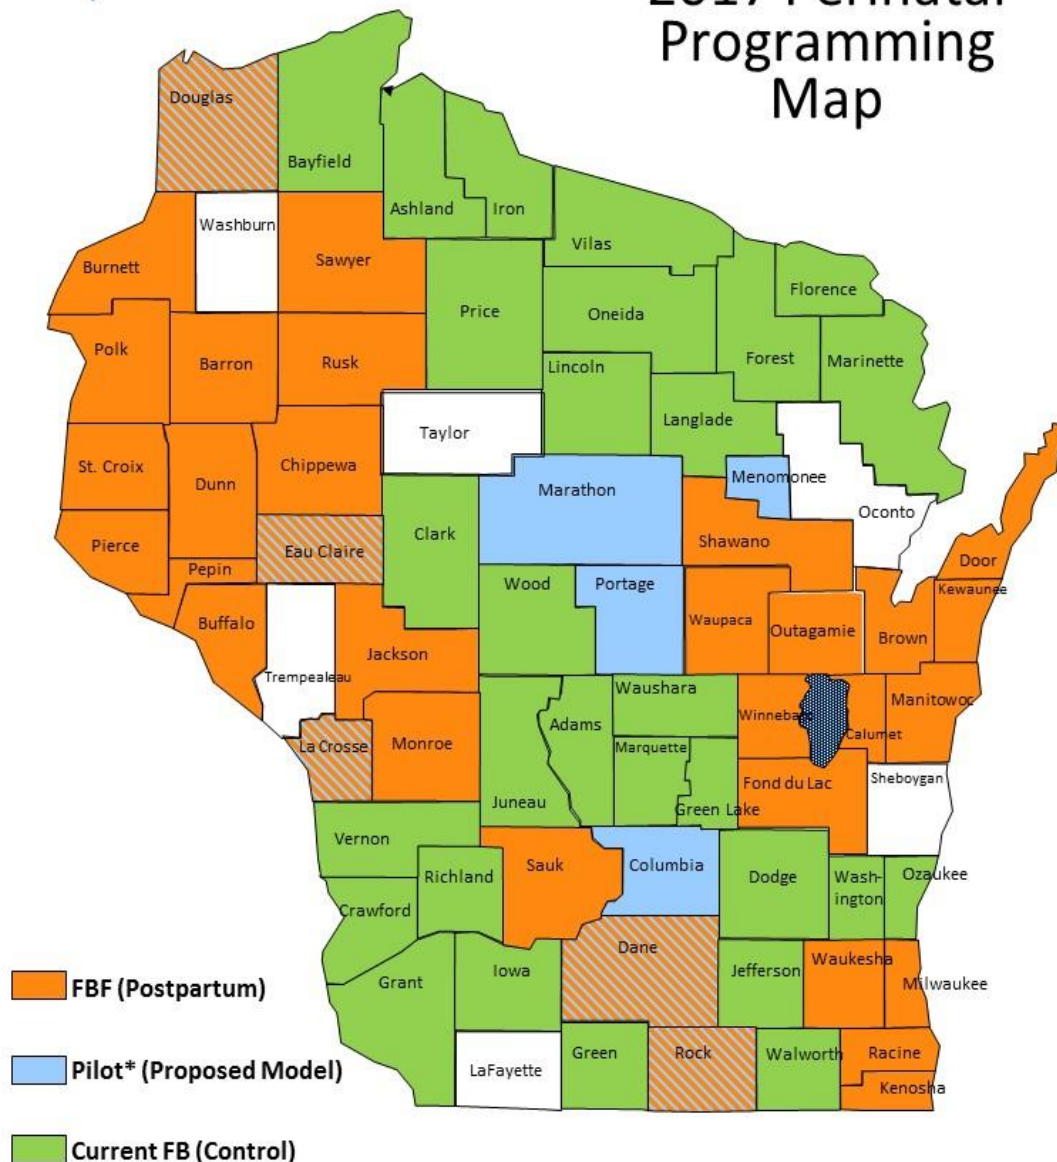 2017 Perinatal
Programming
Map
Douglas
Bayfield
Ashland
Iron
Washburn
Vilas
Burnett
Sawyer
Florence
Price
Oneida
Polk
Barron
Rusk
Forest
Marinette
Lincoln
Langlade
Taylor
St. Croix
Chippewa
Dunn
Marathon
Menomonee
Oconto
Clark
Shawano
Pierce
Eau Claire
Door
Pepin
Wood
Portage
Kewaunee
Buffalo
Waupaca
Outagamie
Brown
Jackson
Trempealeau
Waushara
Manitowoc
Adams
Winnebago
Calumet
La Crosse
Monroe
Marquette
Sheboygan
Fond du Lac
Juneau
Green Lake
Vernon
Sauk
Columbia
Richland
Dodge
Wash-
ington
Ozaukee
Crawford
Dane
Waukesha
Iowa
Jefferson
Grant
Milwaukee
FBF (Postpartum)
Green
Rock
Walworth
Racine
LaFayette
Kenosha
Pilot* (Proposed Model)
Current FB (Control)